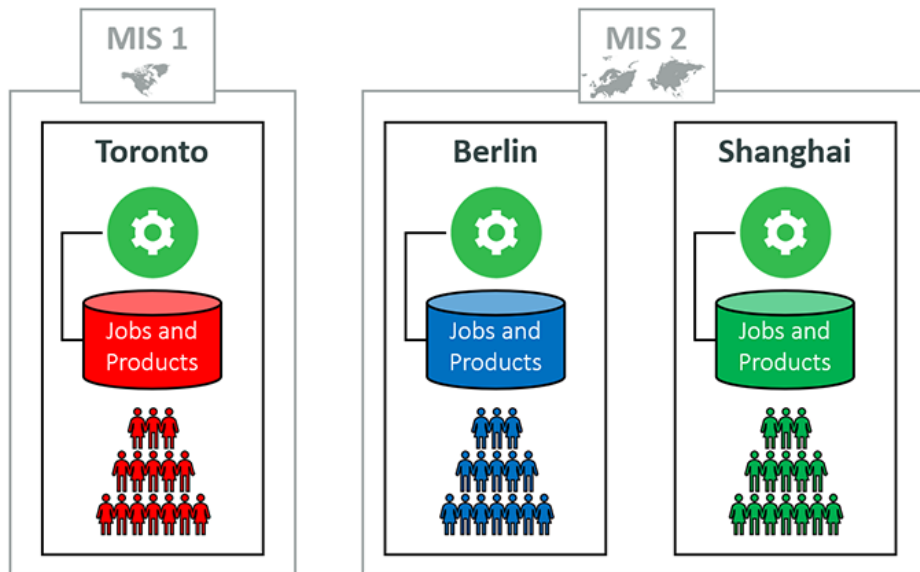 MIS 1
MIS 2
Toronto
Berlin
Shanghai
Jobs and
Products
Jobs and
Products
Jobs and
Products